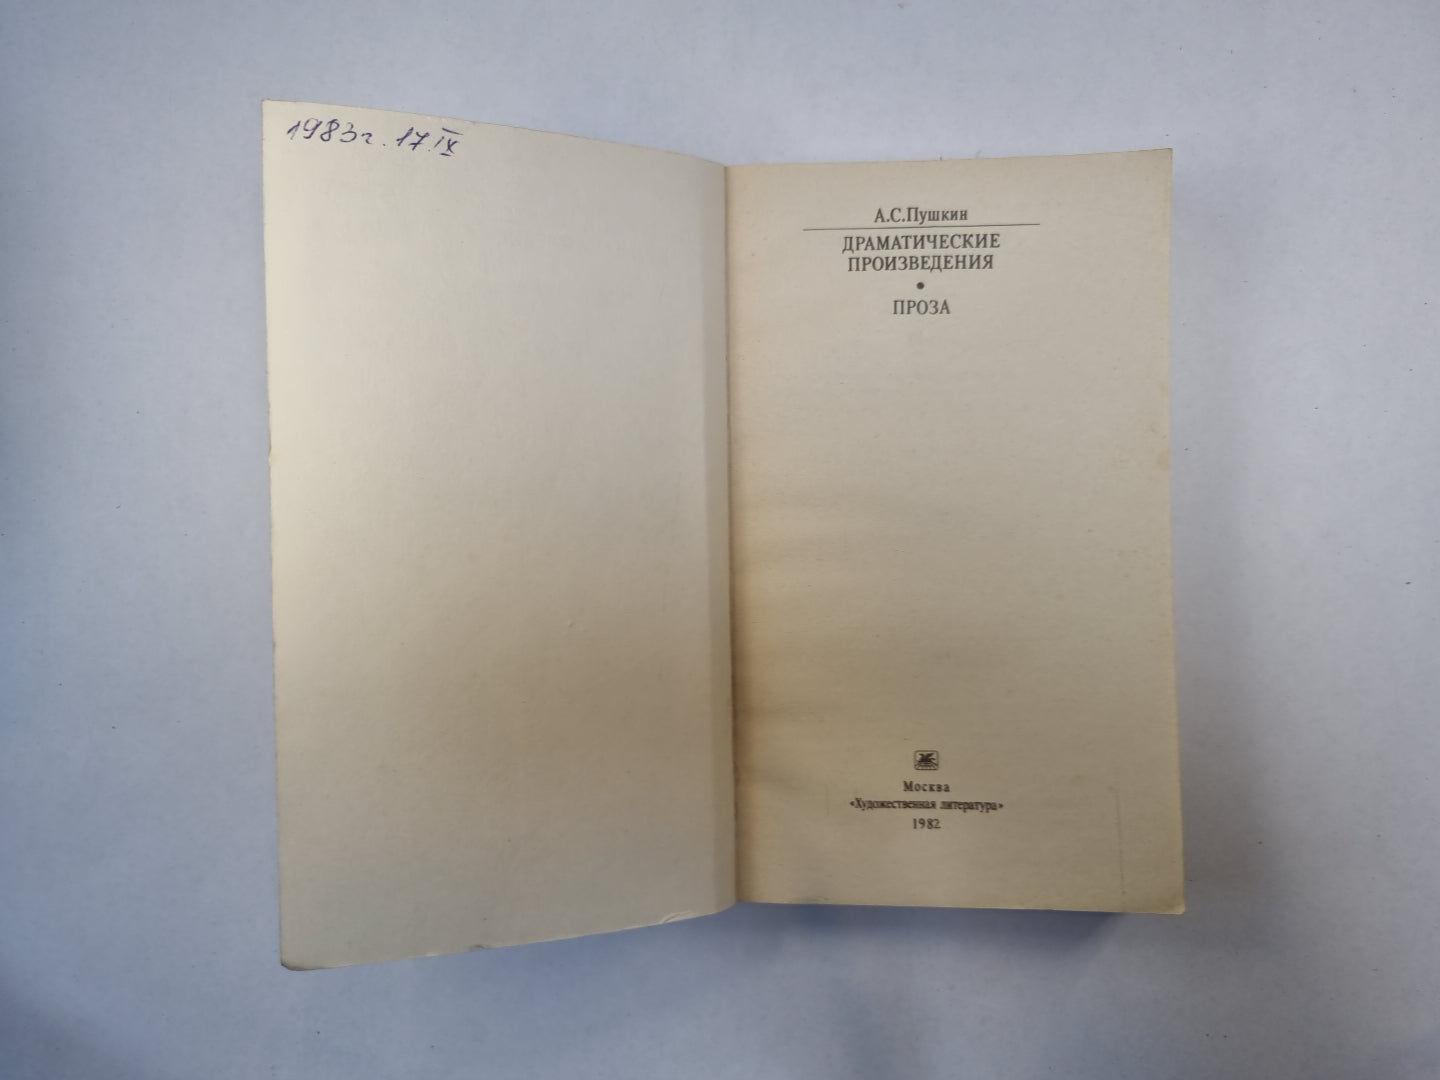 1983г. 17.IX
А.С.Пушкин
ДРАМАТИЧЕСКИЕ
ПРОИЗВЕДЕНИЯ
•
ПРОЗА
Москва
«Художественная литература»
1982